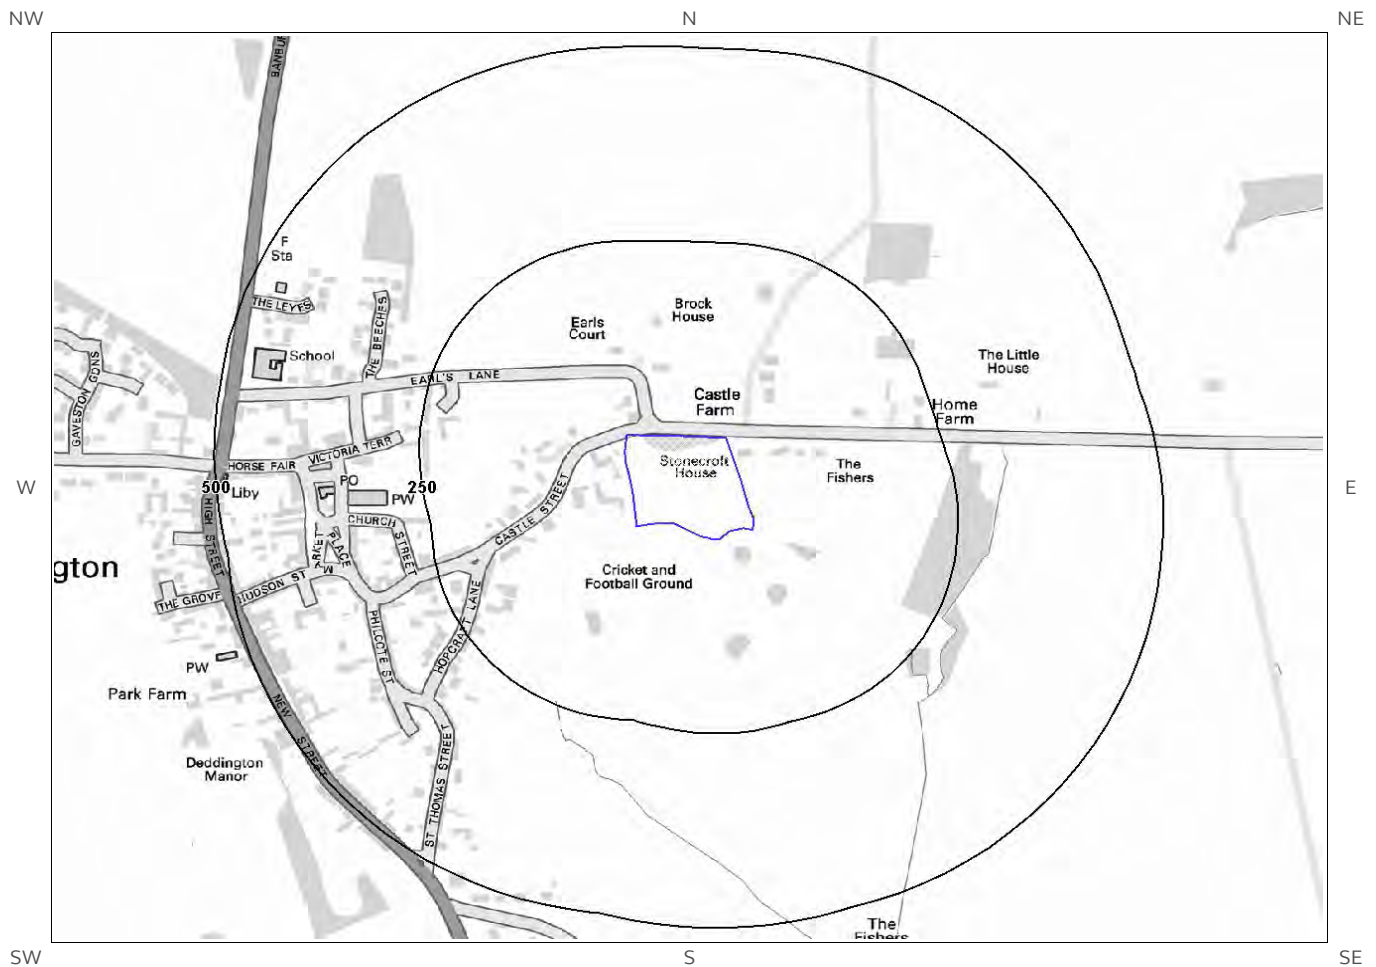 NW
N
NE
BANBU
F
Sta
THE LEYES
THE BEECHES
School
GAVESTON GDNS
EARL'S LANE
Earls
Court
Brock
House
The Little
House
Castle
Farm
Home
Farm
HORSE FAIR
VICTORIA TERR
Stonecroft
House
The
Fishers
W
500
Liby
PO
PW
250
E
CHURCH
STREET
HIGH STREET
MARKET
PLACE
CASTLE STREET
gton
Cricket and
Football Ground
THE GROVE
HUDSON ST
PHILCOTE ST
HOPCRAFT LANE
PW
Park Farm
NEW
STREET
Deddington
Manor
ST THOMAS STREET
The
Fishers
SW
S
SE